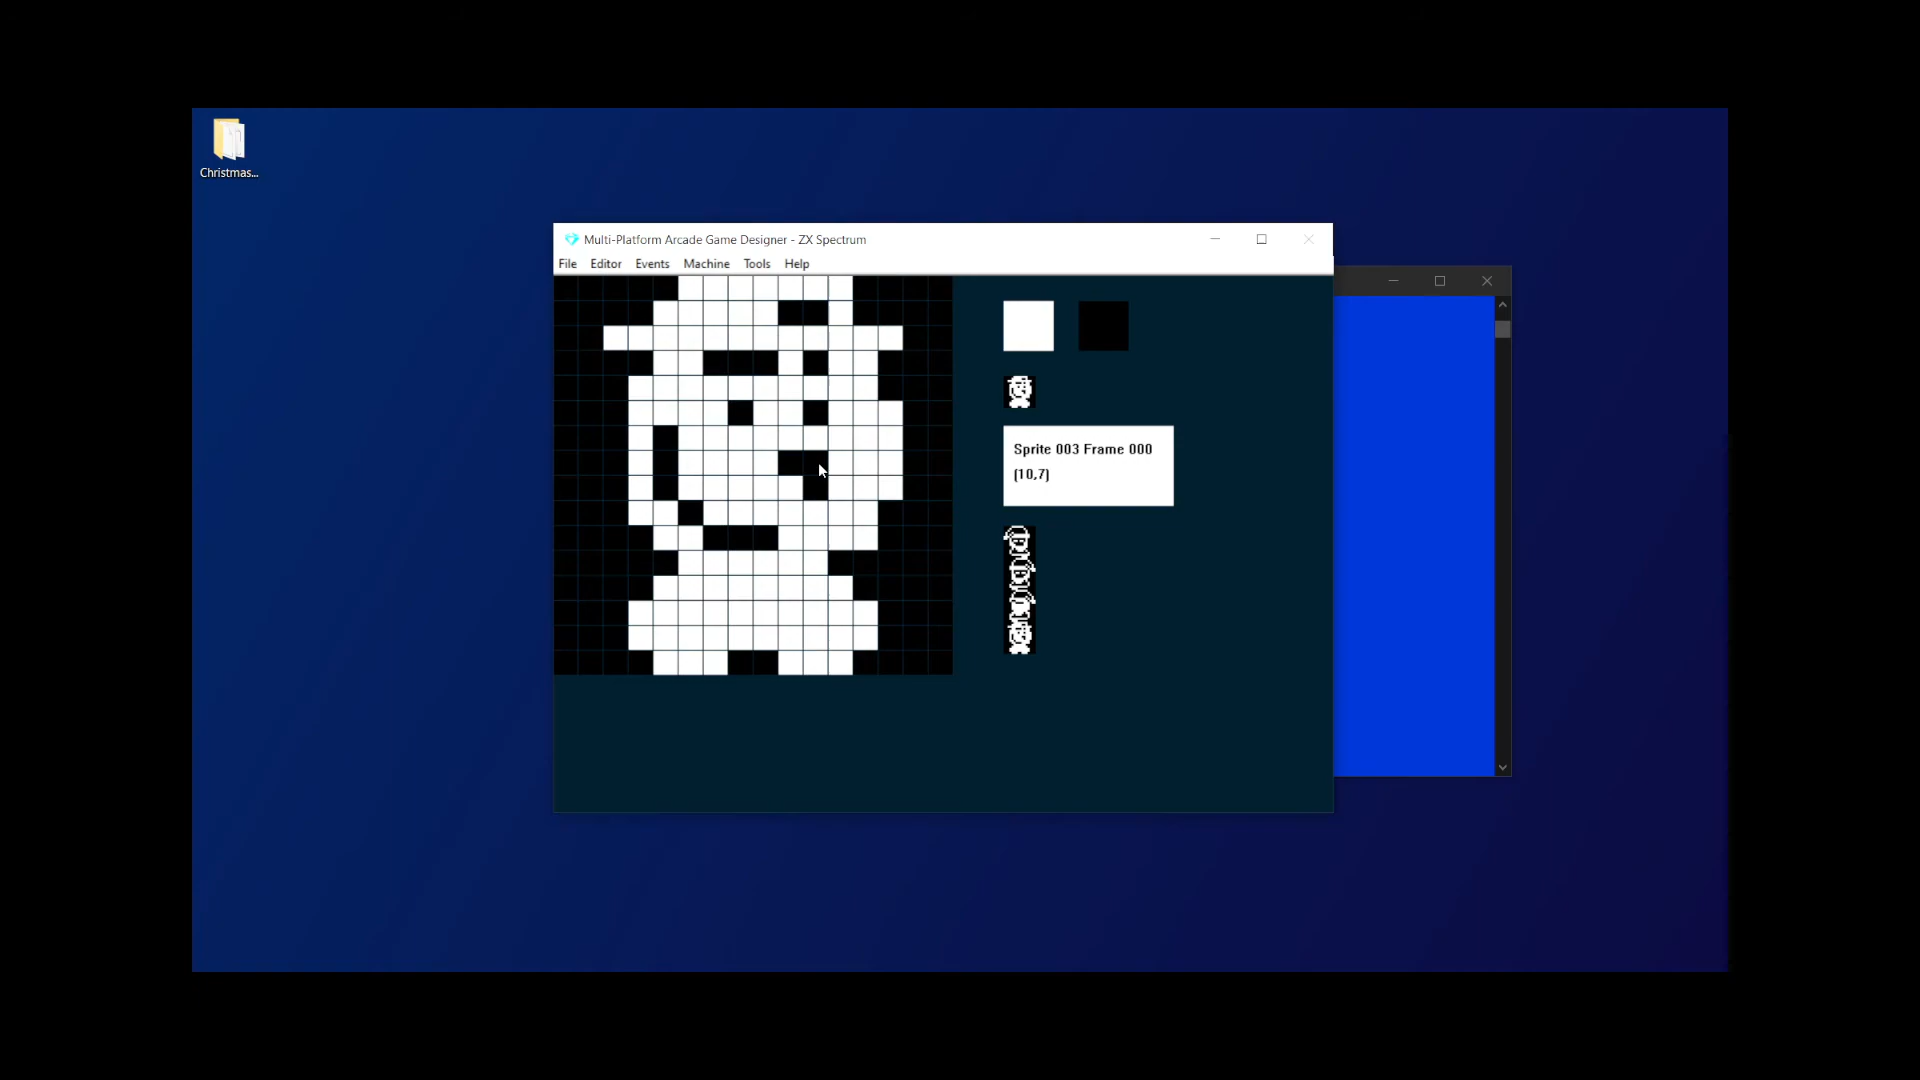 Christmas...
Multi-Platform Arcade Game Designer - ZX Spectrum
File Editor Events Machine Tools Help
Sprite 003 Frame 000
(10,7)